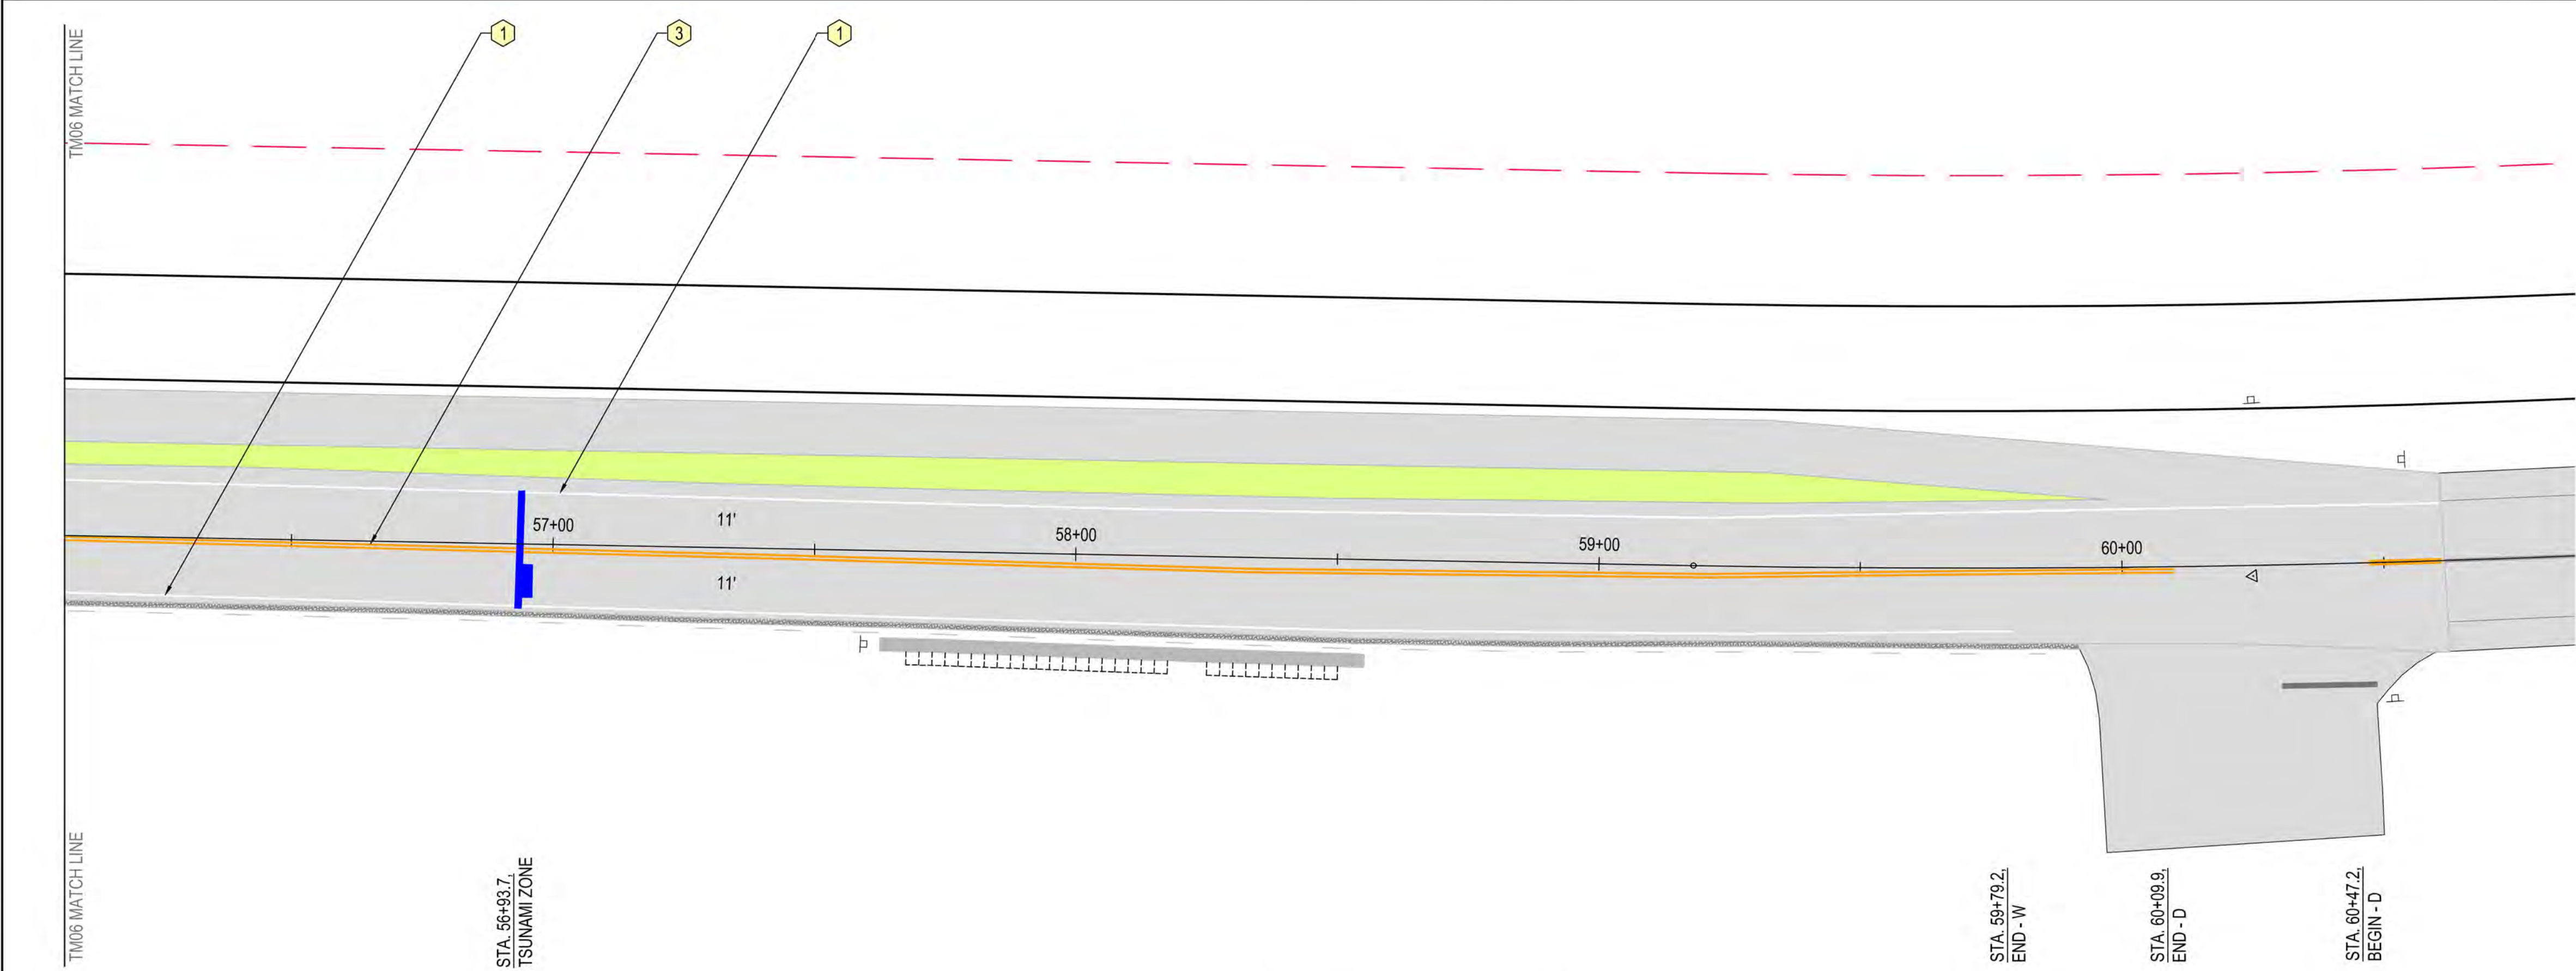 TM06 MATCH LINE
1
3
1
57+00
11'
58+00
59+00
60+00
11'
TM06 MATCH LINE
STA. 56+93.7,
TSUNAMI ZONE
STA. 59+79.2,
END - W
STA. 60+09.9,
END - D
STA. 60+47.2,
BEGIN - D